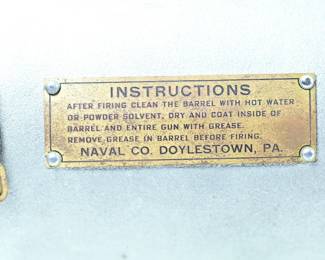 INSTRUCTIONS
AFTER FIRING CLEAN THE BARREL WITH HOT WATER
OR POWDER SOLVENT, DRY AND COAT INSIDE OF
BARREL AND ENTIRE GUN WITH GREASE.
REMOVE GREASE IN BARREL BEFORE FIRING.
NAVAL CO. DOYLESTOWN, PA.